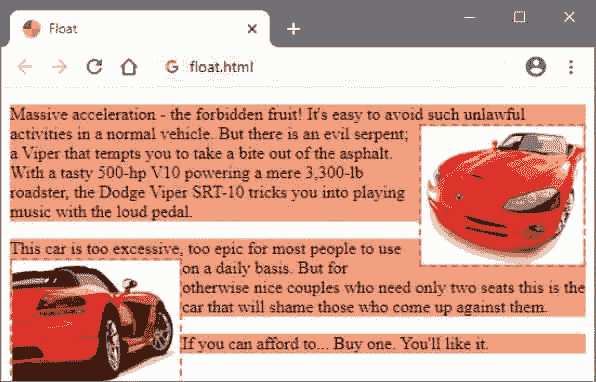 Float
float.html
Massive acceleration - the forbidden fruit! It's easy to avoid such unlawful
activities in a normal vehicle. But there is an evil serpent;
a Viper that tempts you to take a bite out of the asphalt.
With a tasty 500-hp V10 powering a mere 3,300-lb
roadster, the Dodge Viper SRT-10 tricks you into playing
music with the loud pedal.
This car is too excessive, too epic for most people to use
on a daily basis. But for
otherwise nice couples who need only two seats this is the
car that will shame those who come up against them.
If you can afford to... Buy one. You'll like it.